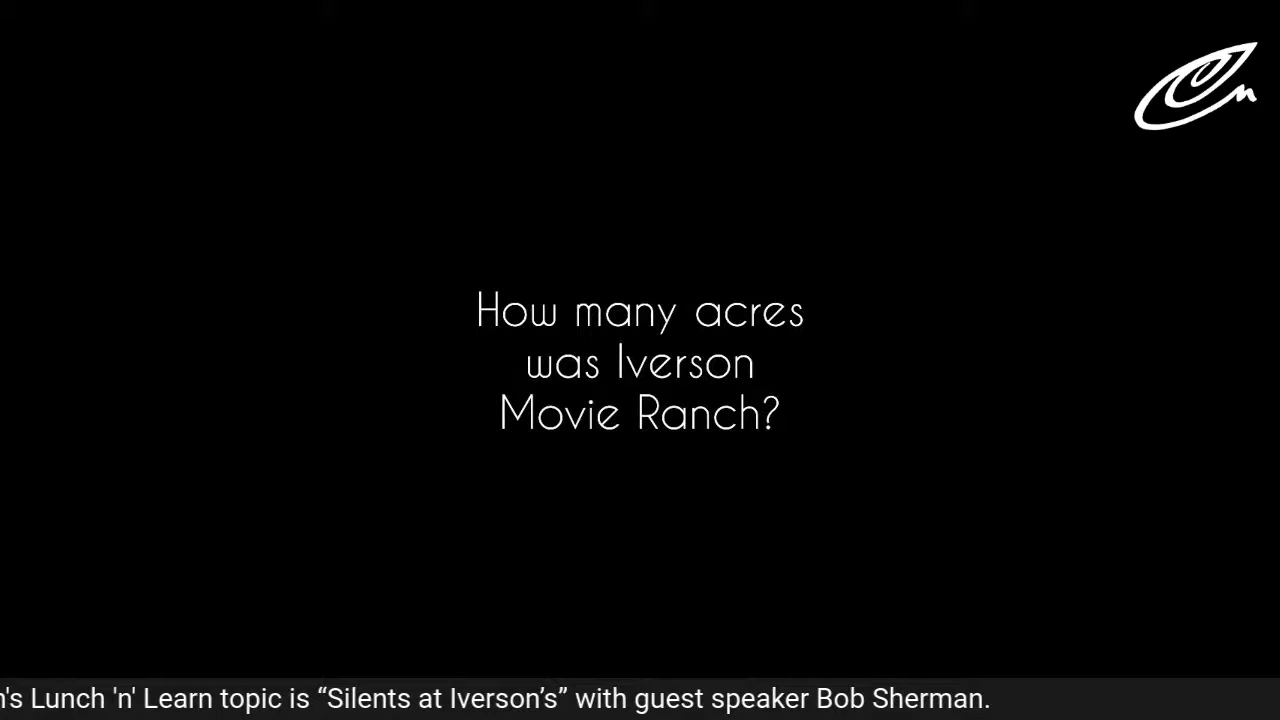 How many acres
was Iverson
Movie Ranch?
's Lunch 'n' Learn topic is “Silents at Iverson’s” with guest speaker Bob Sherman.